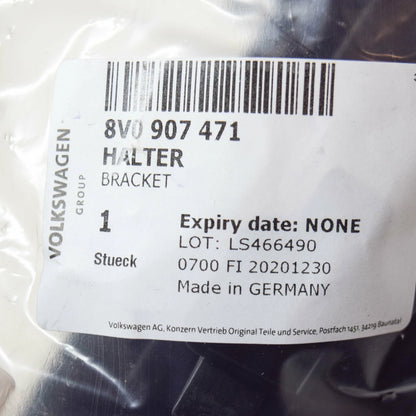 VOLKSWAGEN
GROUP
8V0 907 471
HALTER
BRACKET
1
Stueck
Expiry date: NONE
LOT: LS466490
0700 FI 20201230
Made in GERMANY
Volkswagen AG, Konzern Vertrieb Original Teile und Service, Postfach 1451, 34219 Baunatal